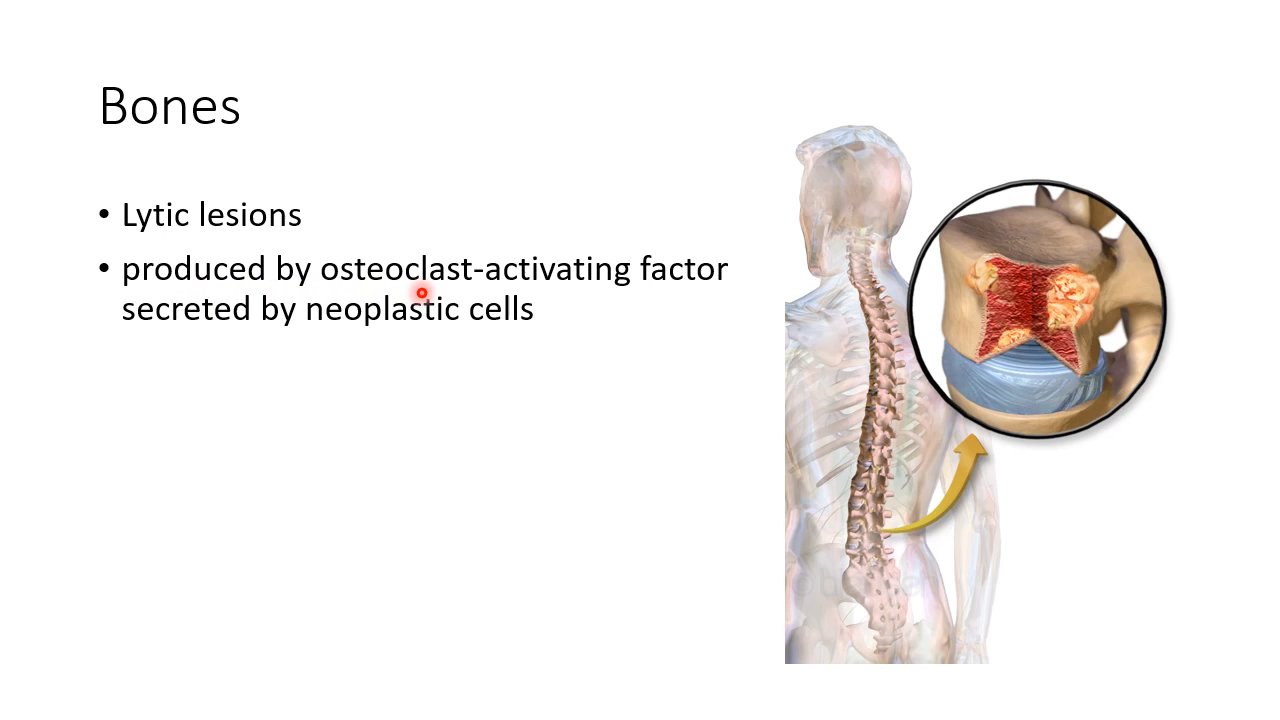 Bones
• Lytic lesions
• produced by osteoclast-activating factor
secreted by neoplastic cells